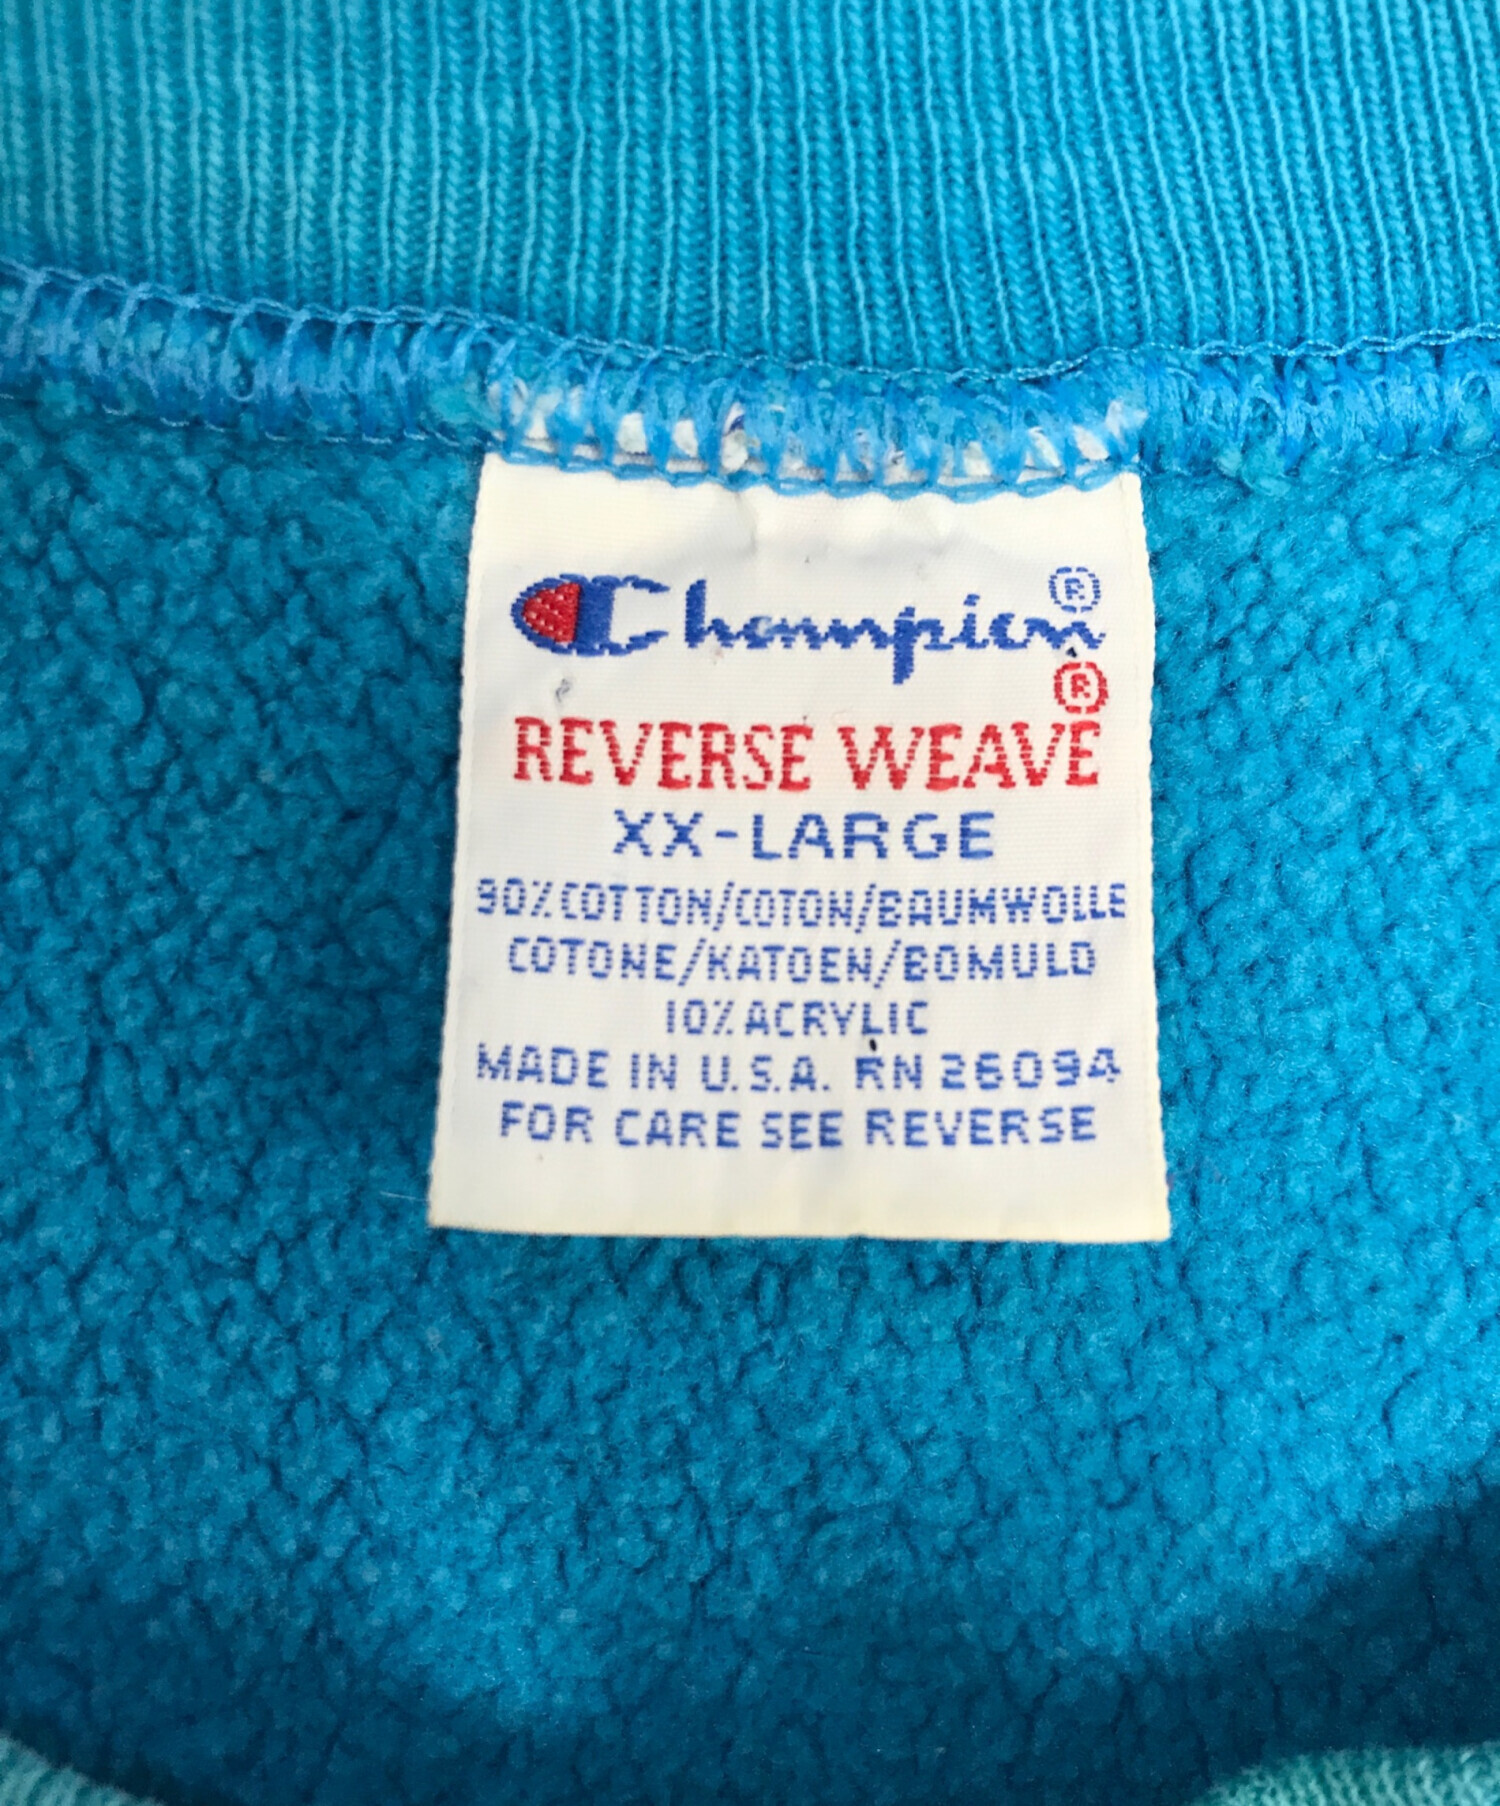 Champion®
REVERSE WEAVE®
XX-LARGE
90% COTTON/COTON/BAUMWOLLE
COTONE/KATOEN/BOMULD
10% ACRYLIC
MADE IN U.S.A. RN 26094
FOR CARE SEE REVERSE